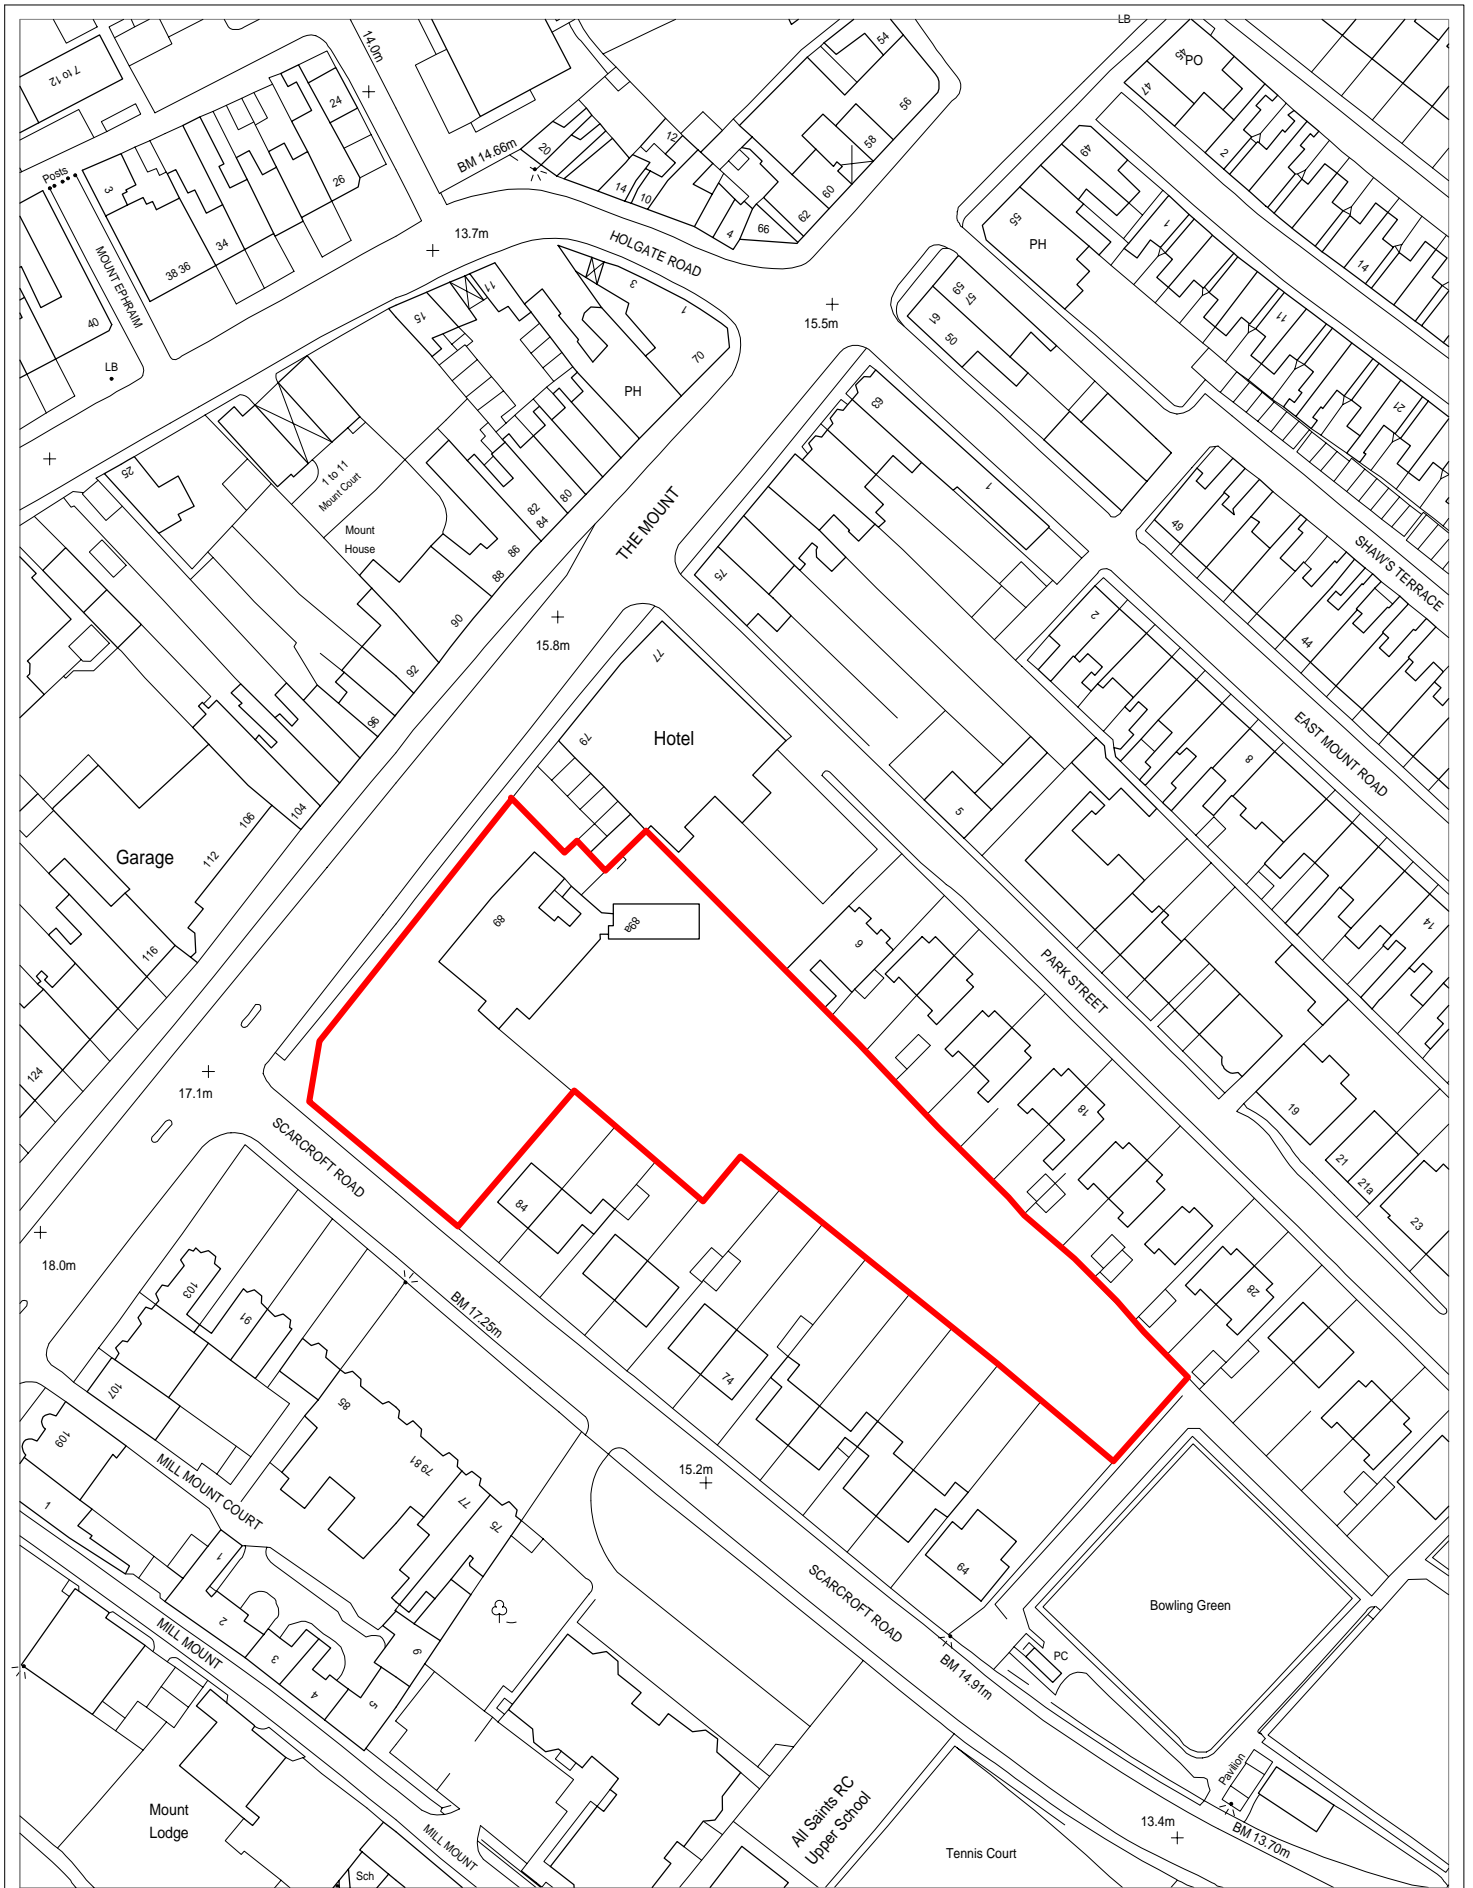 LB
7 to 12
14.0m
24
54
56
58
45
PO
47
2
BM 14.66m
20
12
14
10
4
66
62
60
49
55
PH
1
14
Posts
3
26
34
38 36
MOUNT EPHRAIM
40
LB
13.7m
HOLGATE ROAD
15.5m
59
57
61
50
11
21
15
11
3
1
70
PH
63
1
25
1 to 11
Mount Court
Mount
House
82
84
80
86
88
90
92
96
THE MOUNT
75
49
SHAW'S TERRACE
2
44
15.8m
77
79
Hotel
EAST MOUNT ROAD
8
5
14
104
106
112
Garage
116
124
89
89a
9
PARK STREET
17.1m
18
19
21
21a
23
SCARCROFT ROAD
84
18.0m
28
103
91
BM 17.25m
107
85
74
109
MILL MOUNT COURT
79 81
77
75
15.2m
1
1
2
3
4
5
6
MILL MOUNT
64
SCARCROFT ROAD
Bowling Green
PC
BM 14.91m
Mount
Lodge
MILL MOUNT
Sch
All Saints RC
Upper School
Tennis Court
Pavilion
13.4m
BM 13.70m